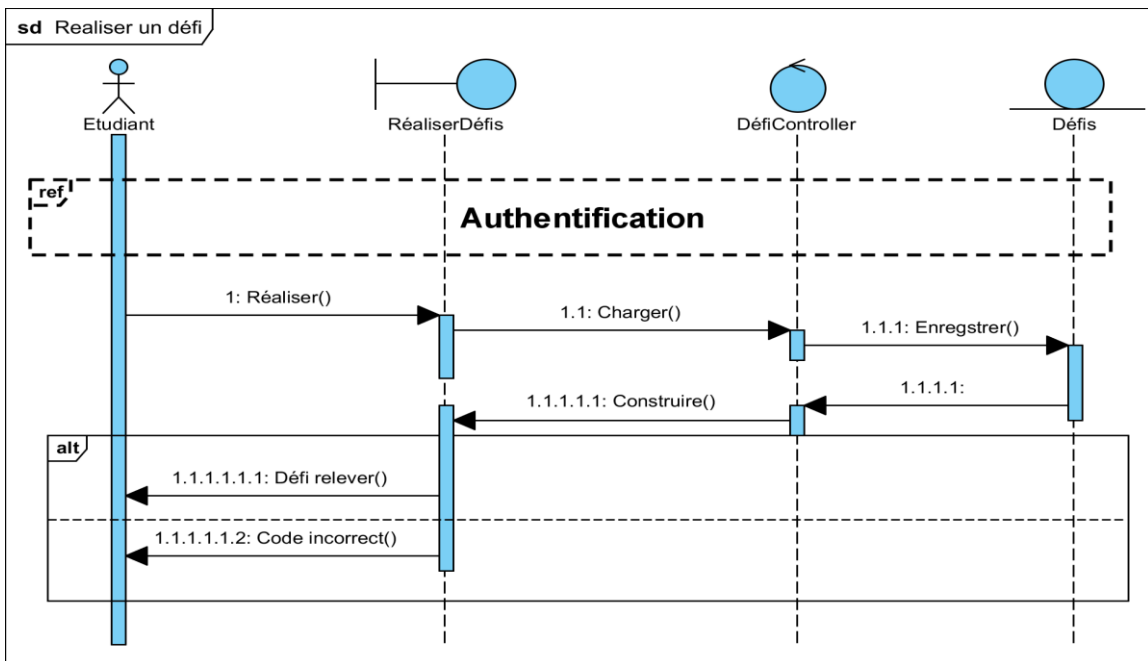 sd Realiser un défi
Etudiant
RéaliserDéfis
DéfiController
Défis
ref
Authentification
1: Réaliser()
1.1: Charger()
1.1.1: Enregstrer()
1.1.1.1:
1.1.1.1.1: Construire()
alt
1.1.1.1.1.1: Défi relever()
1.1.1.1.1.2: Code incorrect()